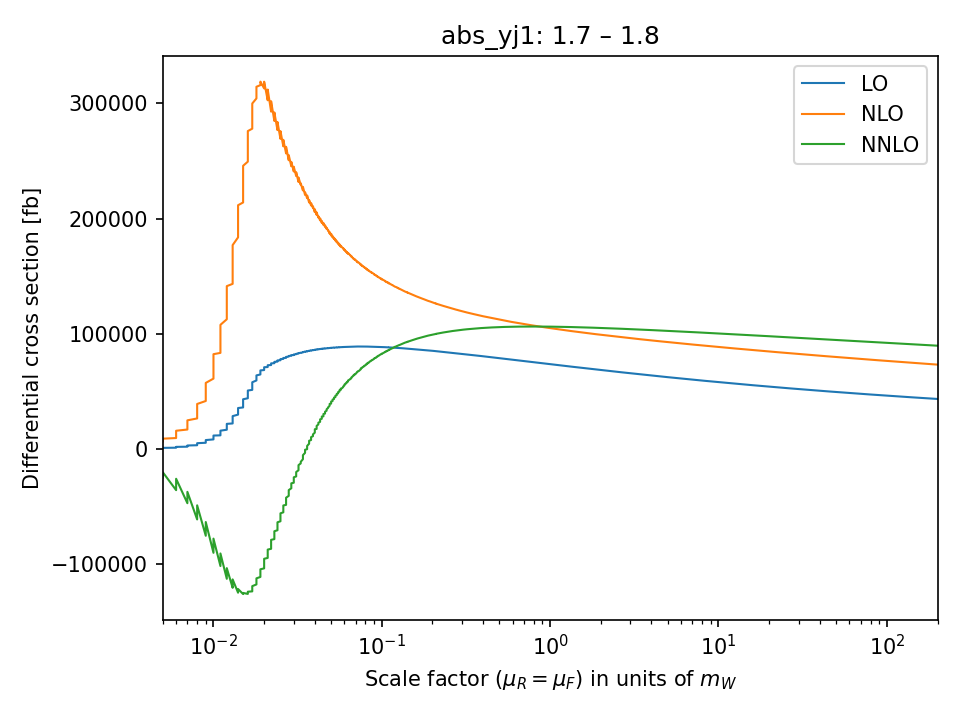 abs_yj1: 1.7 – 1.8
Differential cross section [fb]
300000
200000
100000
0
−100000
LO
NLO
NNLO
10⁻²
10⁻¹
10⁰
10¹
10²
Scale factor (μ_R = μ_F) in units of m_W